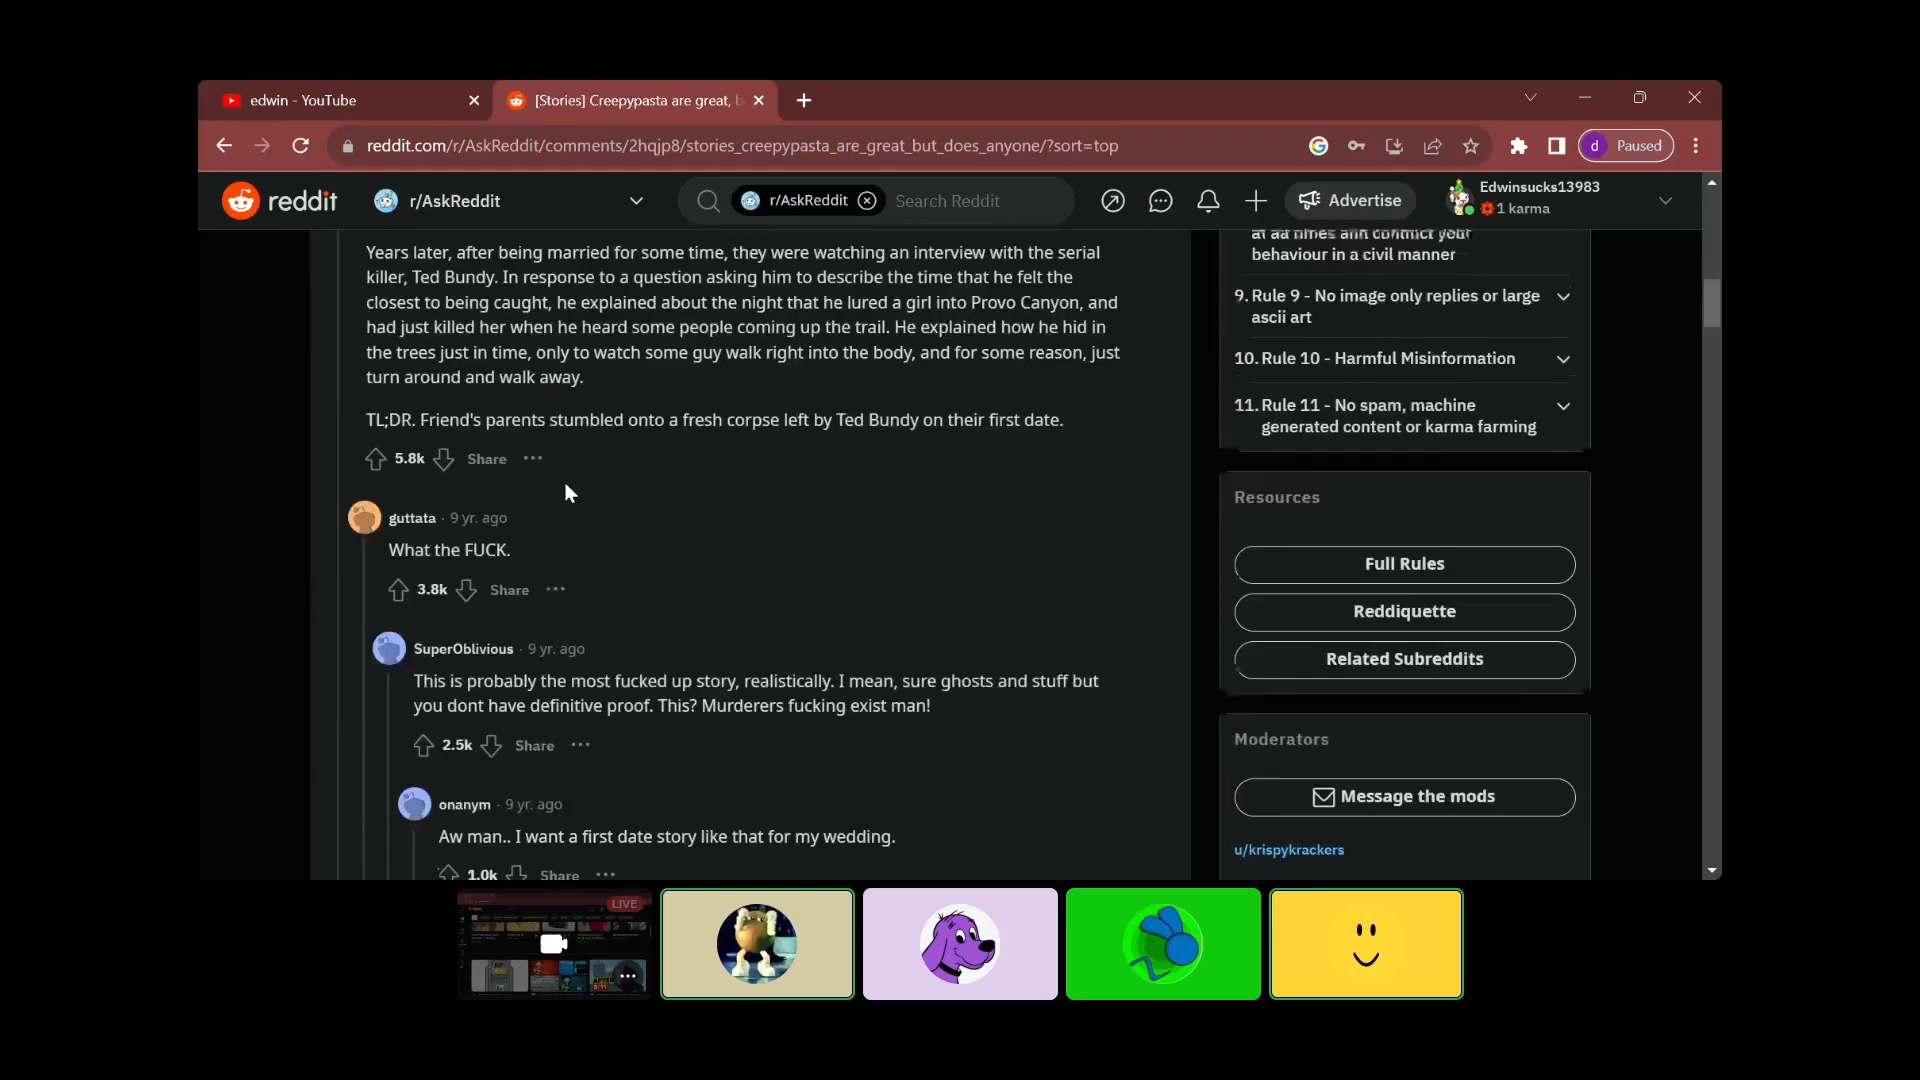 edwin - YouTube
[Stories] Creepypasta are great, b
reddit.com/r/AskReddit/comments/2hqjp8/stories_creepypasta_are_great_but_does_anyone/?sort=top
d Paused
reddit
r/AskReddit
r/AskReddit
Search Reddit
Advertise
Edwinsucks13983
1 karma
Years later, after being married for some time, they were watching an interview with the serial
killer, Ted Bundy. In response to a question asking him to describe the time that he felt the
closest to being caught, he explained about the night that he lured a girl into Provo Canyon, and
had just killed her when he heard some people coming up the trail. He explained how he hid in
the trees just in time, only to watch some guy walk right into the body, and for some reason, just
turn around and walk away.
TL;DR. Friend's parents stumbled onto a fresh corpse left by Ted Bundy on their first date.
5.8k Share
guttata · 9 yr. ago
What the FUCK.
3.8k Share
SuperOblivious · 9 yr. ago
This is probably the most fucked up story, realistically. I mean, sure ghosts and stuff but
you dont have definitive proof. This? Murderers fucking exist man!
2.5k Share
onanym · 9 yr. ago
Aw man.. I want a first date story like that for my wedding.
1.0k Share
at all times and conduct your
behaviour in a civil manner
9. Rule 9 - No image only replies or large
ascii art
10. Rule 10 - Harmful Misinformation
11. Rule 11 - No spam, machine
generated content or karma farming
Resources
Full Rules
Reddiquette
Related Subreddits
Moderators
Message the mods
u/krispykrackers
LIVE